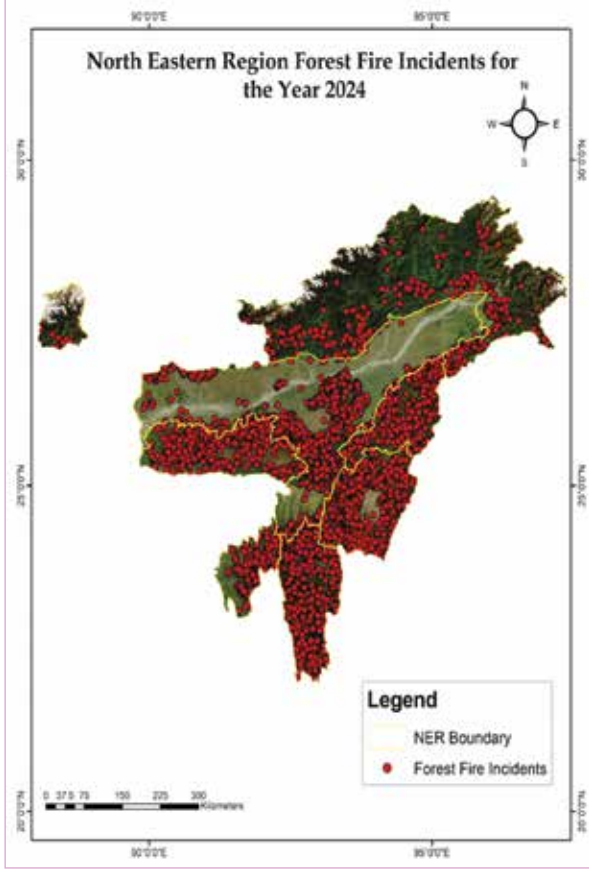 90°0'0"E 95°0'0"E
North Eastern Region Forest Fire Incidents for
the Year 2024
N
W E
S
30°0'0"N 30°0'0"N
25°0'0"N 25°0'0"N
Legend
NER Boundary
Forest Fire Incidents
0 37.5 75 150 225 300
Kilometers
20°0'0"N 20°0'0"N
90°0'0"E 95°0'0"E